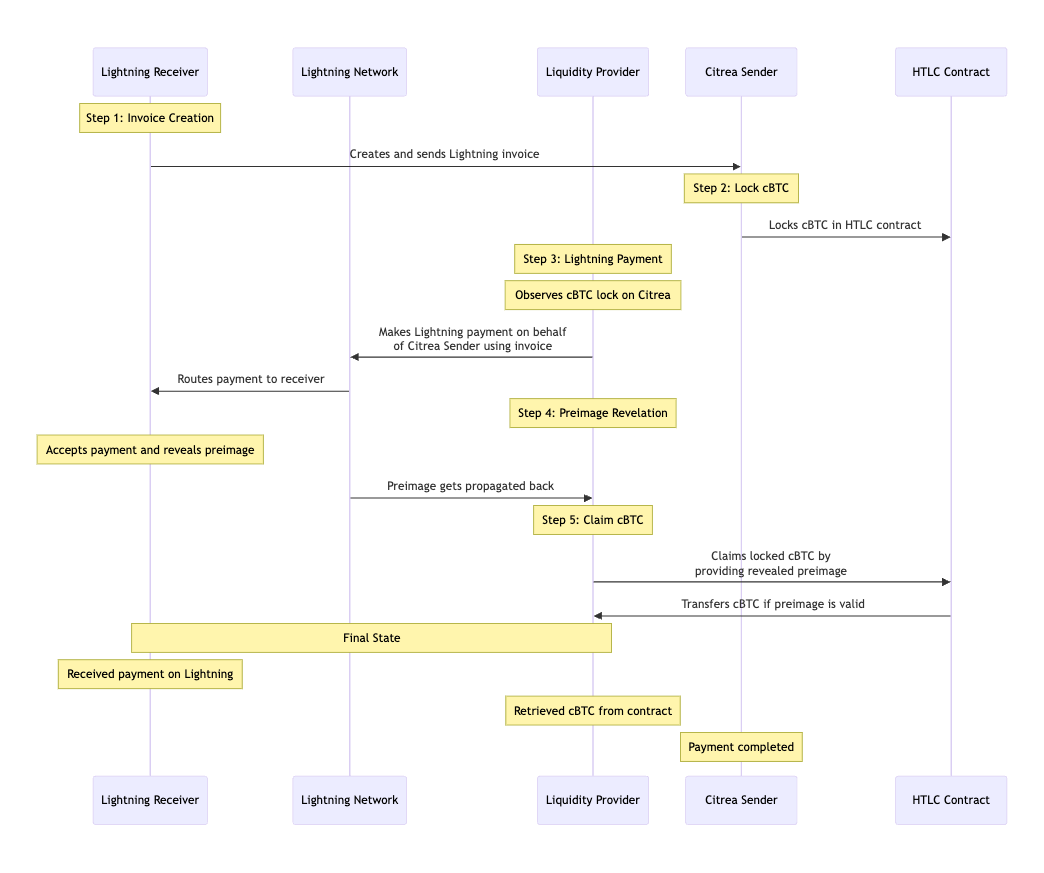 Lightning Receiver
Lightning Network
Liquidity Provider
Citrea Sender
HTLC Contract
Step 1: Invoice Creation
Creates and sends Lightning invoice
Step 2: Lock cBTC
Locks cBTC in HTLC contract
Step 3: Lightning Payment
Observes cBTC lock on Citrea
Makes Lightning payment on behalf
of Citrea Sender using invoice
Routes payment to receiver
Step 4: Preimage Revelation
Accepts payment and reveals preimage
Preimage gets propagated back
Step 5: Claim cBTC
Claims locked cBTC by
providing revealed preimage
Transfers cBTC if preimage is valid
Final State
Received payment on Lightning
Retrieved cBTC from contract
Payment completed
Lightning Receiver
Lightning Network
Liquidity Provider
Citrea Sender
HTLC Contract